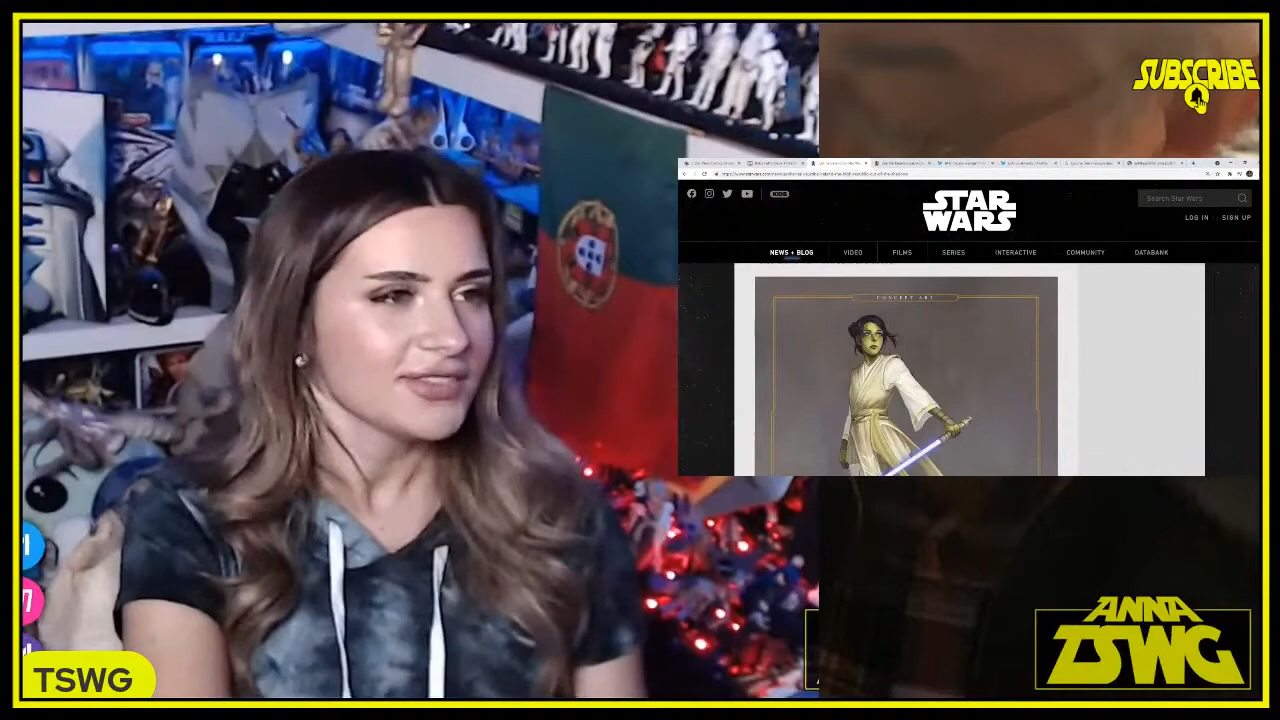 SUBSCRIBE
STAR
WARS
KIDS
Search Star Wars
LOG IN
SIGN UP
NEWS + BLOG
VIDEO
FILMS
SERIES
INTERACTIVE
COMMUNITY
DATABANK
CONCEPT ART
TSWG
ANNA
TSWG